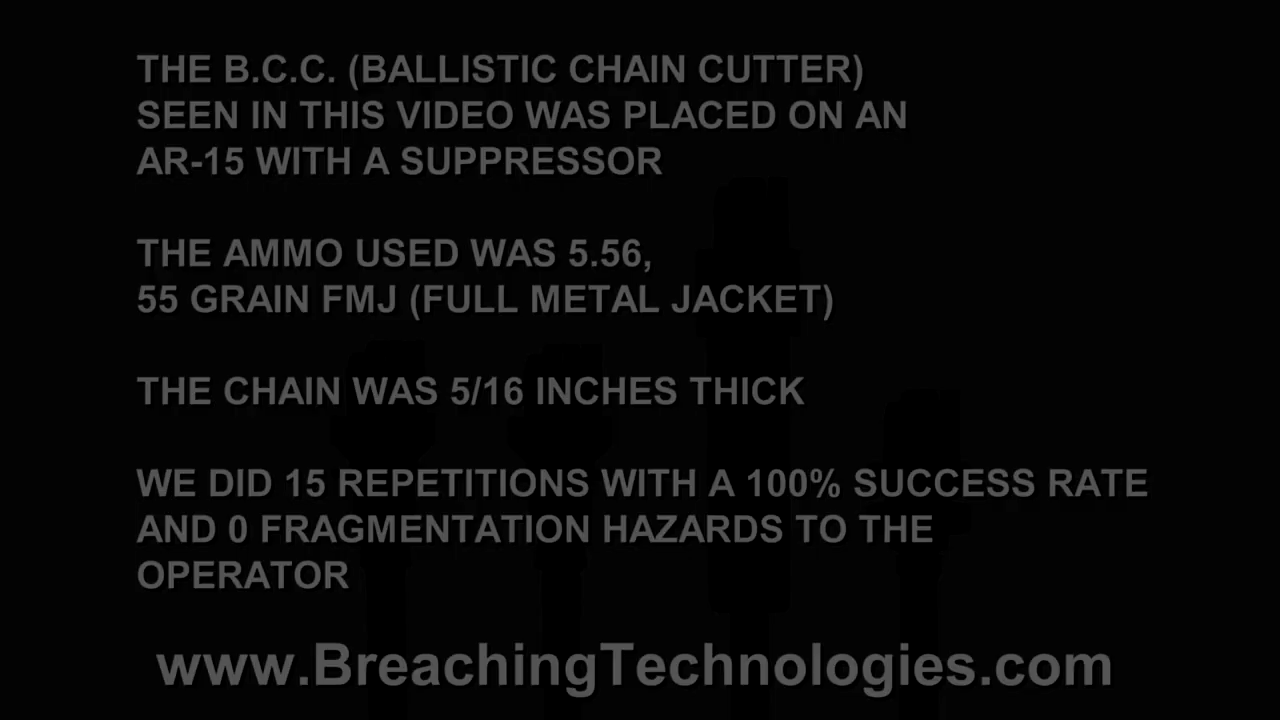 THE B.C.C. (BALLISTIC CHAIN CUTTER)
SEEN IN THIS VIDEO WAS PLACED ON AN
AR-15 WITH A SUPPRESSOR
THE AMMO USED WAS 5.56,
55 GRAIN FMJ (FULL METAL JACKET)
THE CHAIN WAS 5/16 INCHES THICK
WE DID 15 REPETITIONS WITH A 100% SUCCESS RATE
AND 0 FRAGMENTATION HAZARDS TO THE
OPERATOR
www.BreachingTechnologies.com